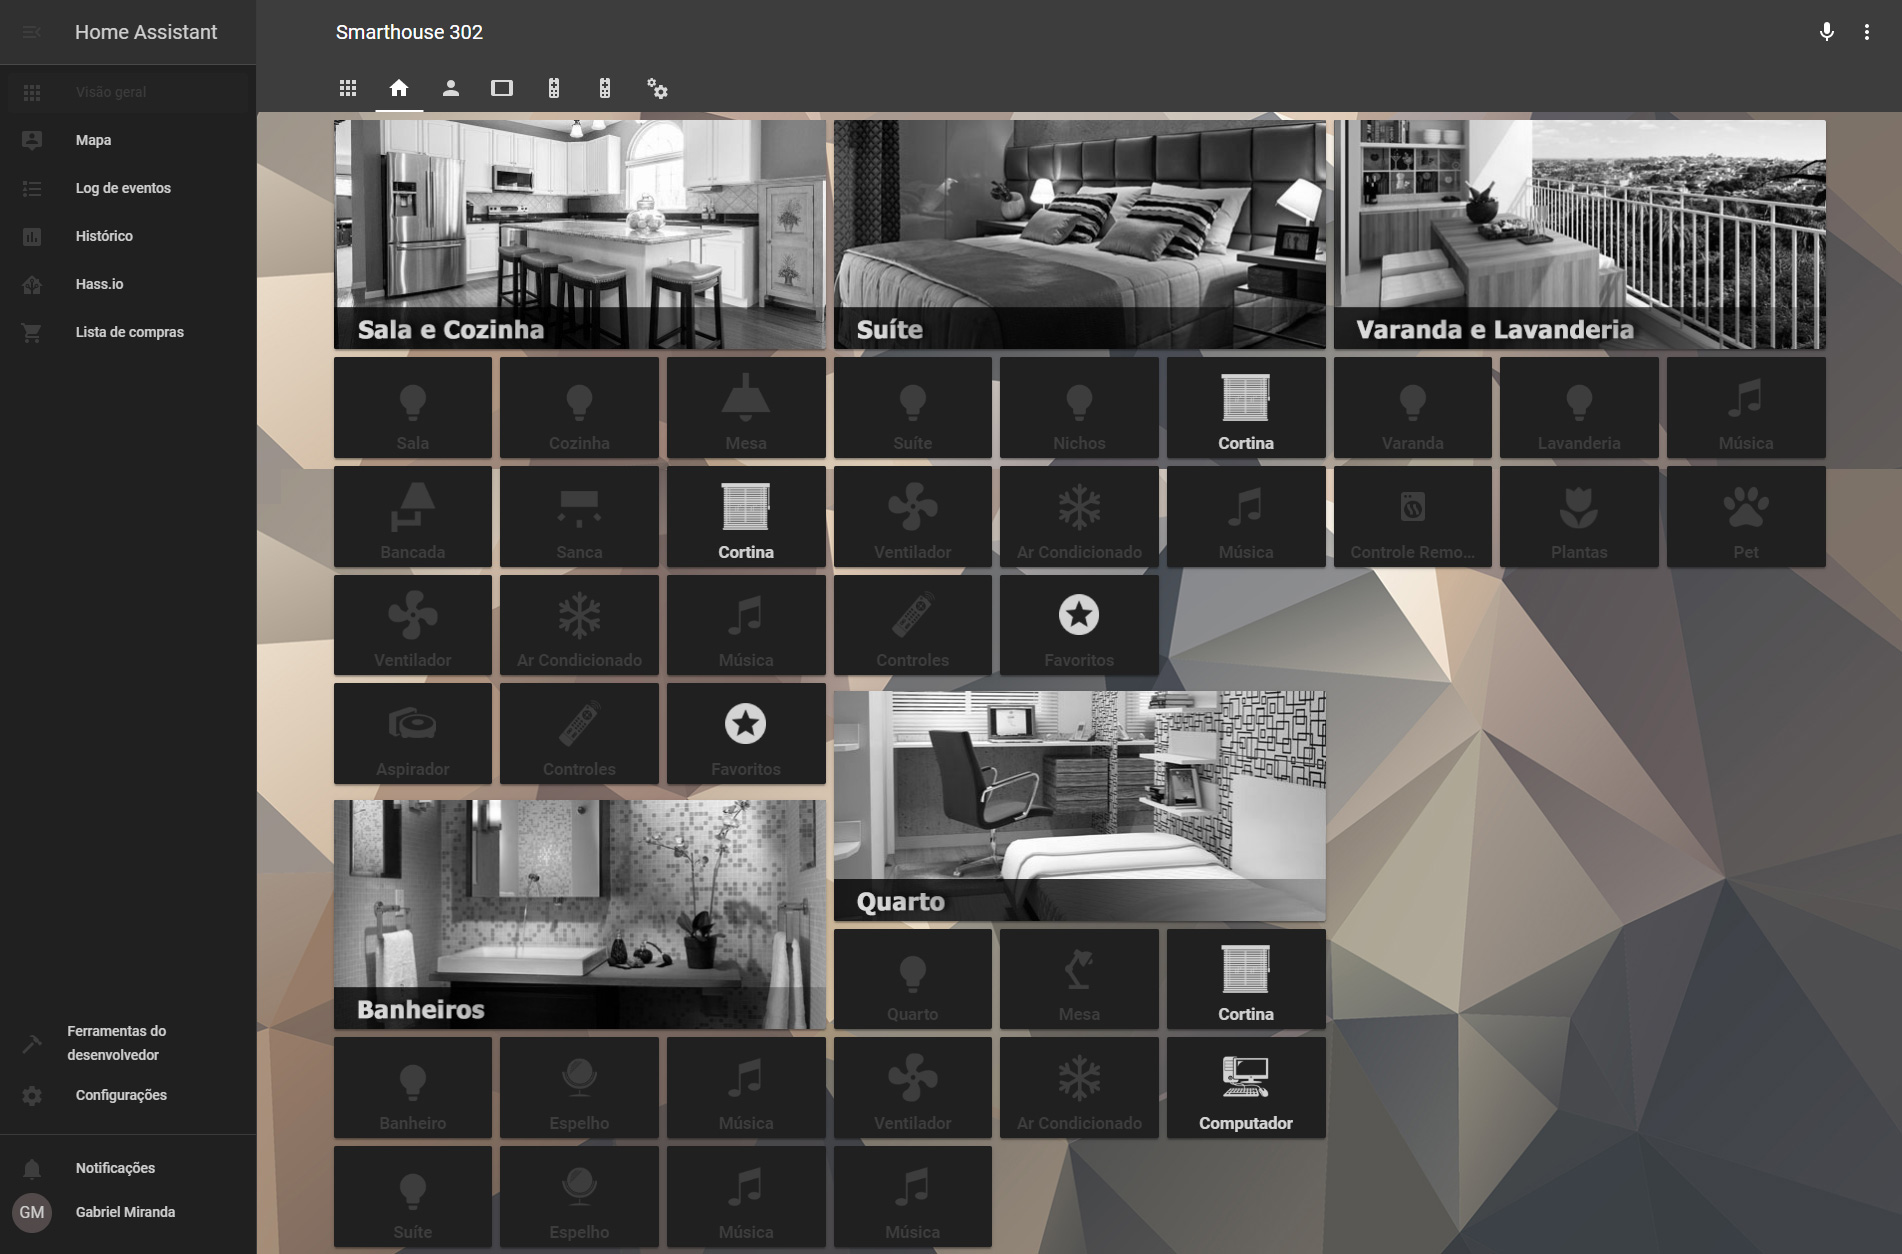 Home Assistant
Smarthouse 302
Visão geral
Mapa
Log de eventos
Histórico
Hass.io
Lista de compras
Ferramentas do
desenvolvedor
Configurações
Notificações
GM
Gabriel Miranda
Sala e Cozinha
Sala
Cozinha
Mesa
Bancada
Sanca
Cortina
Ventilador
Ar Condicionado
Música
Aspirador
Controles
Favoritos
Banheiros
Banheiro
Espelho
Música
Suíte
Espelho
Música
Suíte
Suíte
Nichos
Cortina
Ventilador
Ar Condicionado
Música
Controles
Favoritos
Quarto
Quarto
Mesa
Cortina
Ventilador
Ar Condicionado
Computador
Música
Varanda e Lavanderia
Varanda
Lavanderia
Música
Controle Remo...
Plantas
Pet